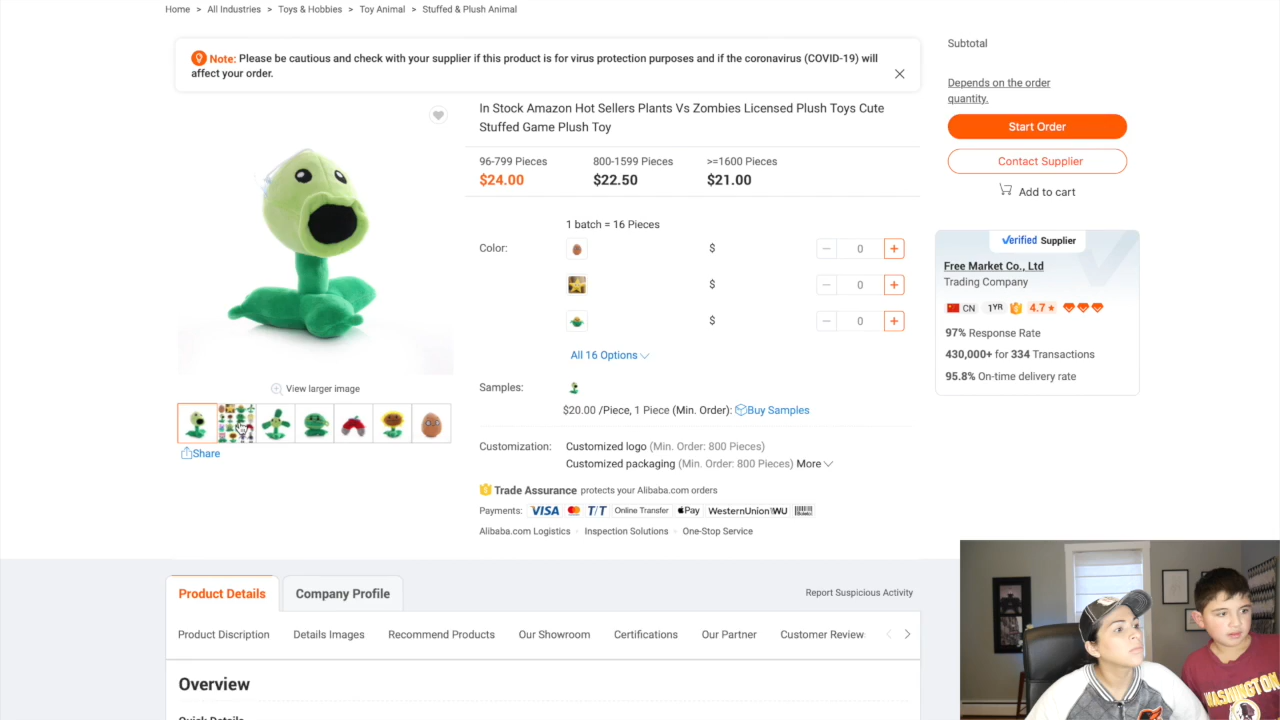 Home > All Industries > Toys & Hobbies > Toy Animal > Stuffed & Plush Animal
Note: Please be cautious and check with your supplier if this product is for virus protection purposes and if the coronavirus (COVID-19) will
affect your order.
In Stock Amazon Hot Sellers Plants Vs Zombies Licensed Plush Toys Cute
Stuffed Game Plush Toy
96-799 Pieces 800-1599 Pieces >=1600 Pieces
$24.00 $22.50 $21.00
1 batch = 16 Pieces
Color: $ − 0 +
$ − 0 +
$ − 0 +
All 16 Options
Samples:
$20.00 /Piece, 1 Piece (Min. Order): Buy Samples
Customization: Customized logo (Min. Order: 800 Pieces)
Customized packaging (Min. Order: 800 Pieces) More
Trade Assurance protects your Alibaba.com orders
Payments: VISA T/T Online Transfer Pay WesternUnion WU
Alibaba.com Logistics · Inspection Solutions · One-Stop Service
View larger image
Share
Subtotal
Depends on the order
quantity.
Start Order
Contact Supplier
Add to cart
Verified Supplier
Free Market Co., Ltd
Trading Company
CN 1YR 4.7 ★
97% Response Rate
430,000+ for 334 Transactions
95.8% On-time delivery rate
Product Details Company Profile Report Suspicious Activity
Product Discription Details Images Recommend Products Our Showroom Certifications Our Partner Customer Review
Overview
Quick Details
WASHINGTON